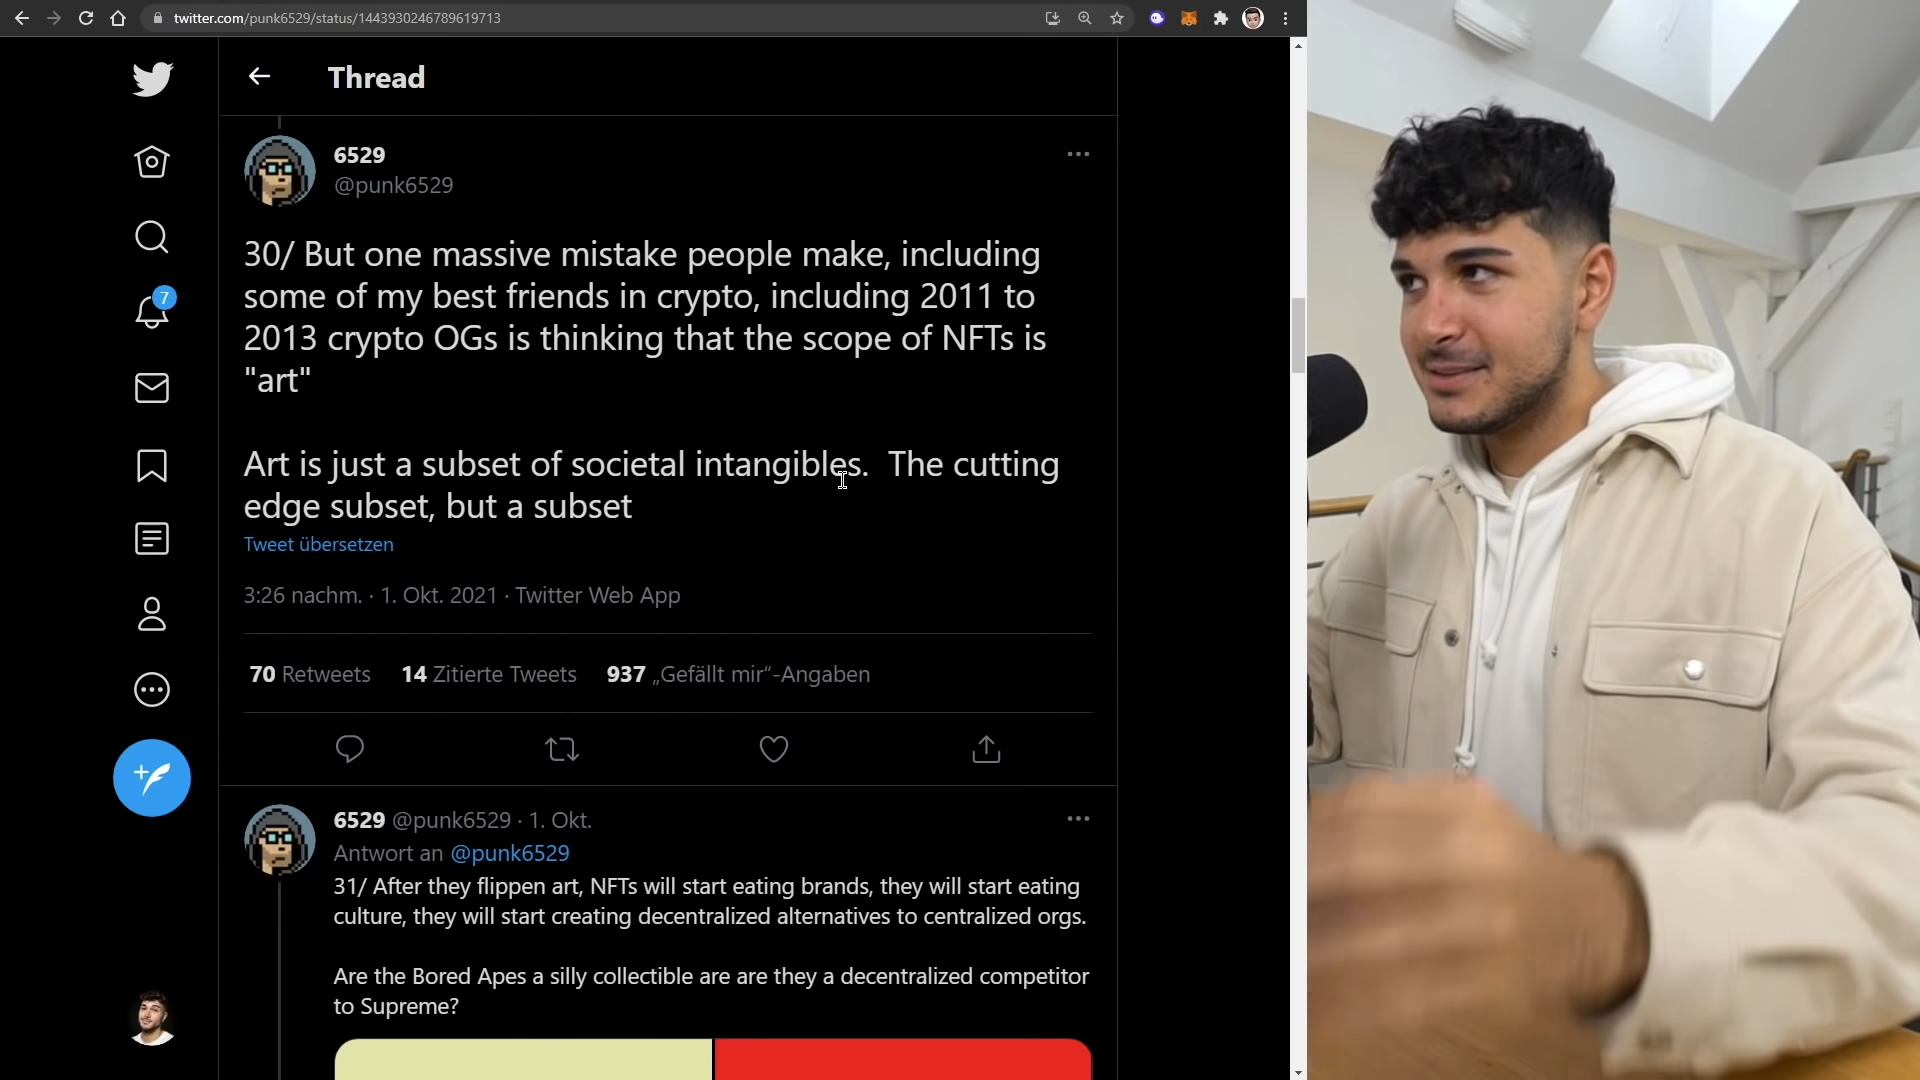 twitter.com/punk6529/status/1443930246789619713
Thread
6529
@punk6529
30/ But one massive mistake people make, including
some of my best friends in crypto, including 2011 to
2013 crypto OGs is thinking that the scope of NFTs is
"art"
Art is just a subset of societal intangibles. The cutting
edge subset, but a subset
Tweet übersetzen
3:26 nachm. · 1. Okt. 2021 · Twitter Web App
70 Retweets 14 Zitierte Tweets 937 „Gefällt mir“-Angaben
7
6529 @punk6529 · 1. Okt.
Antwort an @punk6529
31/ After they flippen art, NFTs will start eating brands, they will start eating
culture, they will start creating decentralized alternatives to centralized orgs.
Are the Bored Apes a silly collectible are are they a decentralized competitor
to Supreme?